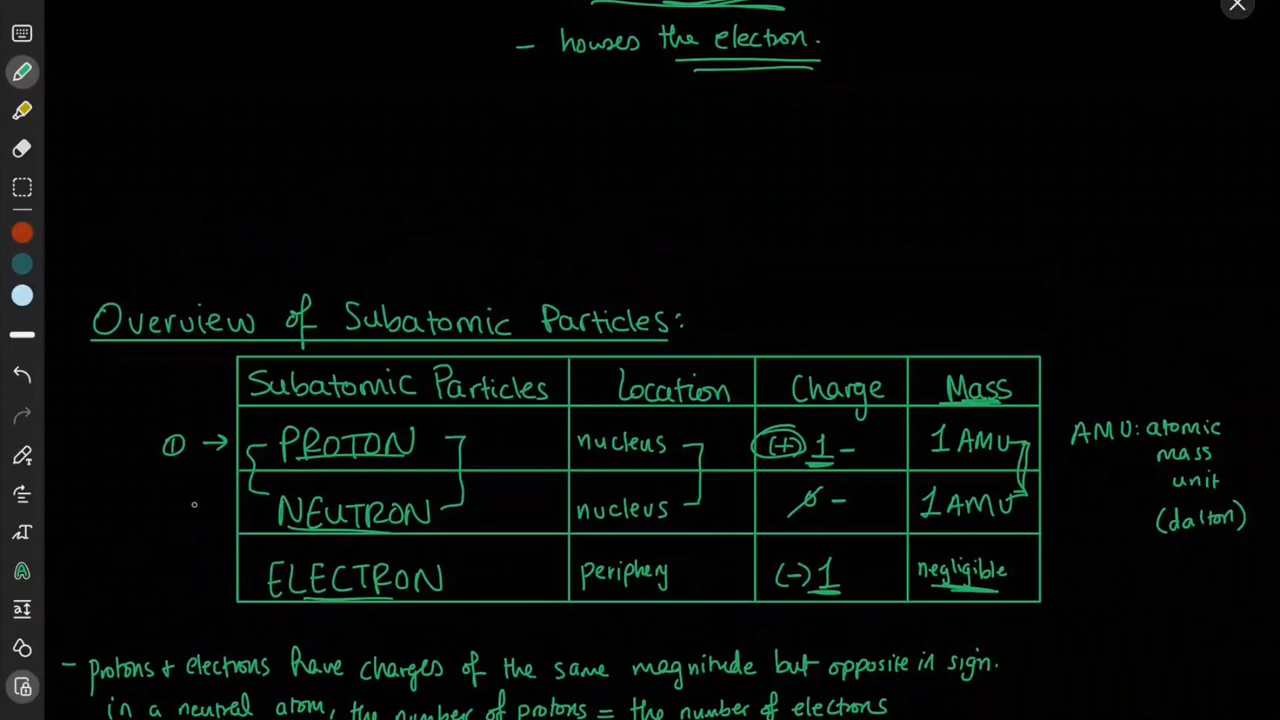 - houses the electron.
Overview of Subatomic Particles:
Subatomic Particles Location Charge Mass
① → PROTON nucleus (+) 1 - 1 AMU
NEUTRON nucleus 0 - 1 AMU
ELECTRON periphery (-) 1 negligible
AMU: atomic
mass
unit
(dalton)
- protons + electrons have charges of the same magnitude but opposite in sign.
in a neutral atom, the number of protons = the number of electrons